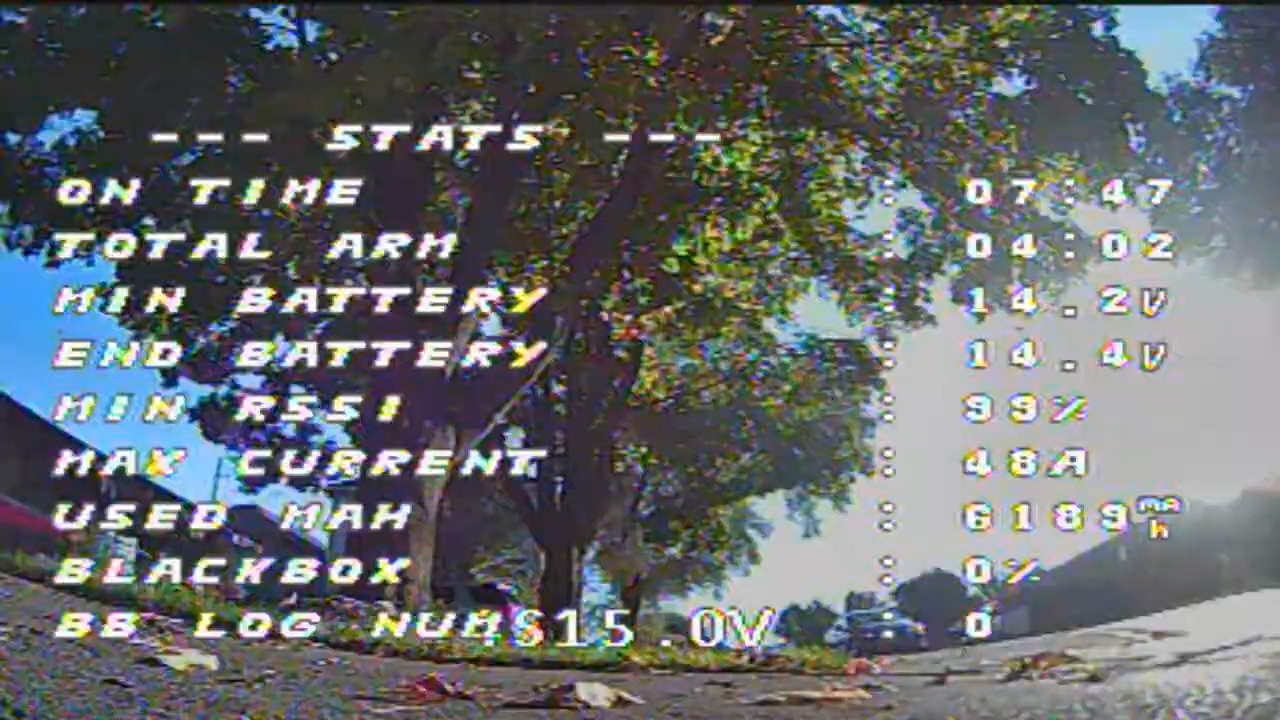 --- STATS ---
ON TIME : 07:47
TOTAL ARM : 04:02
MIN BATTERY : 14.2V
END BATTERY : 14.4V
MIN RSSI : 99%
MAX CURRENT : 48A
USED MAH : 6189mAh
BLACKBOX : 0%
BB LOG NUM : 0
S15.0V